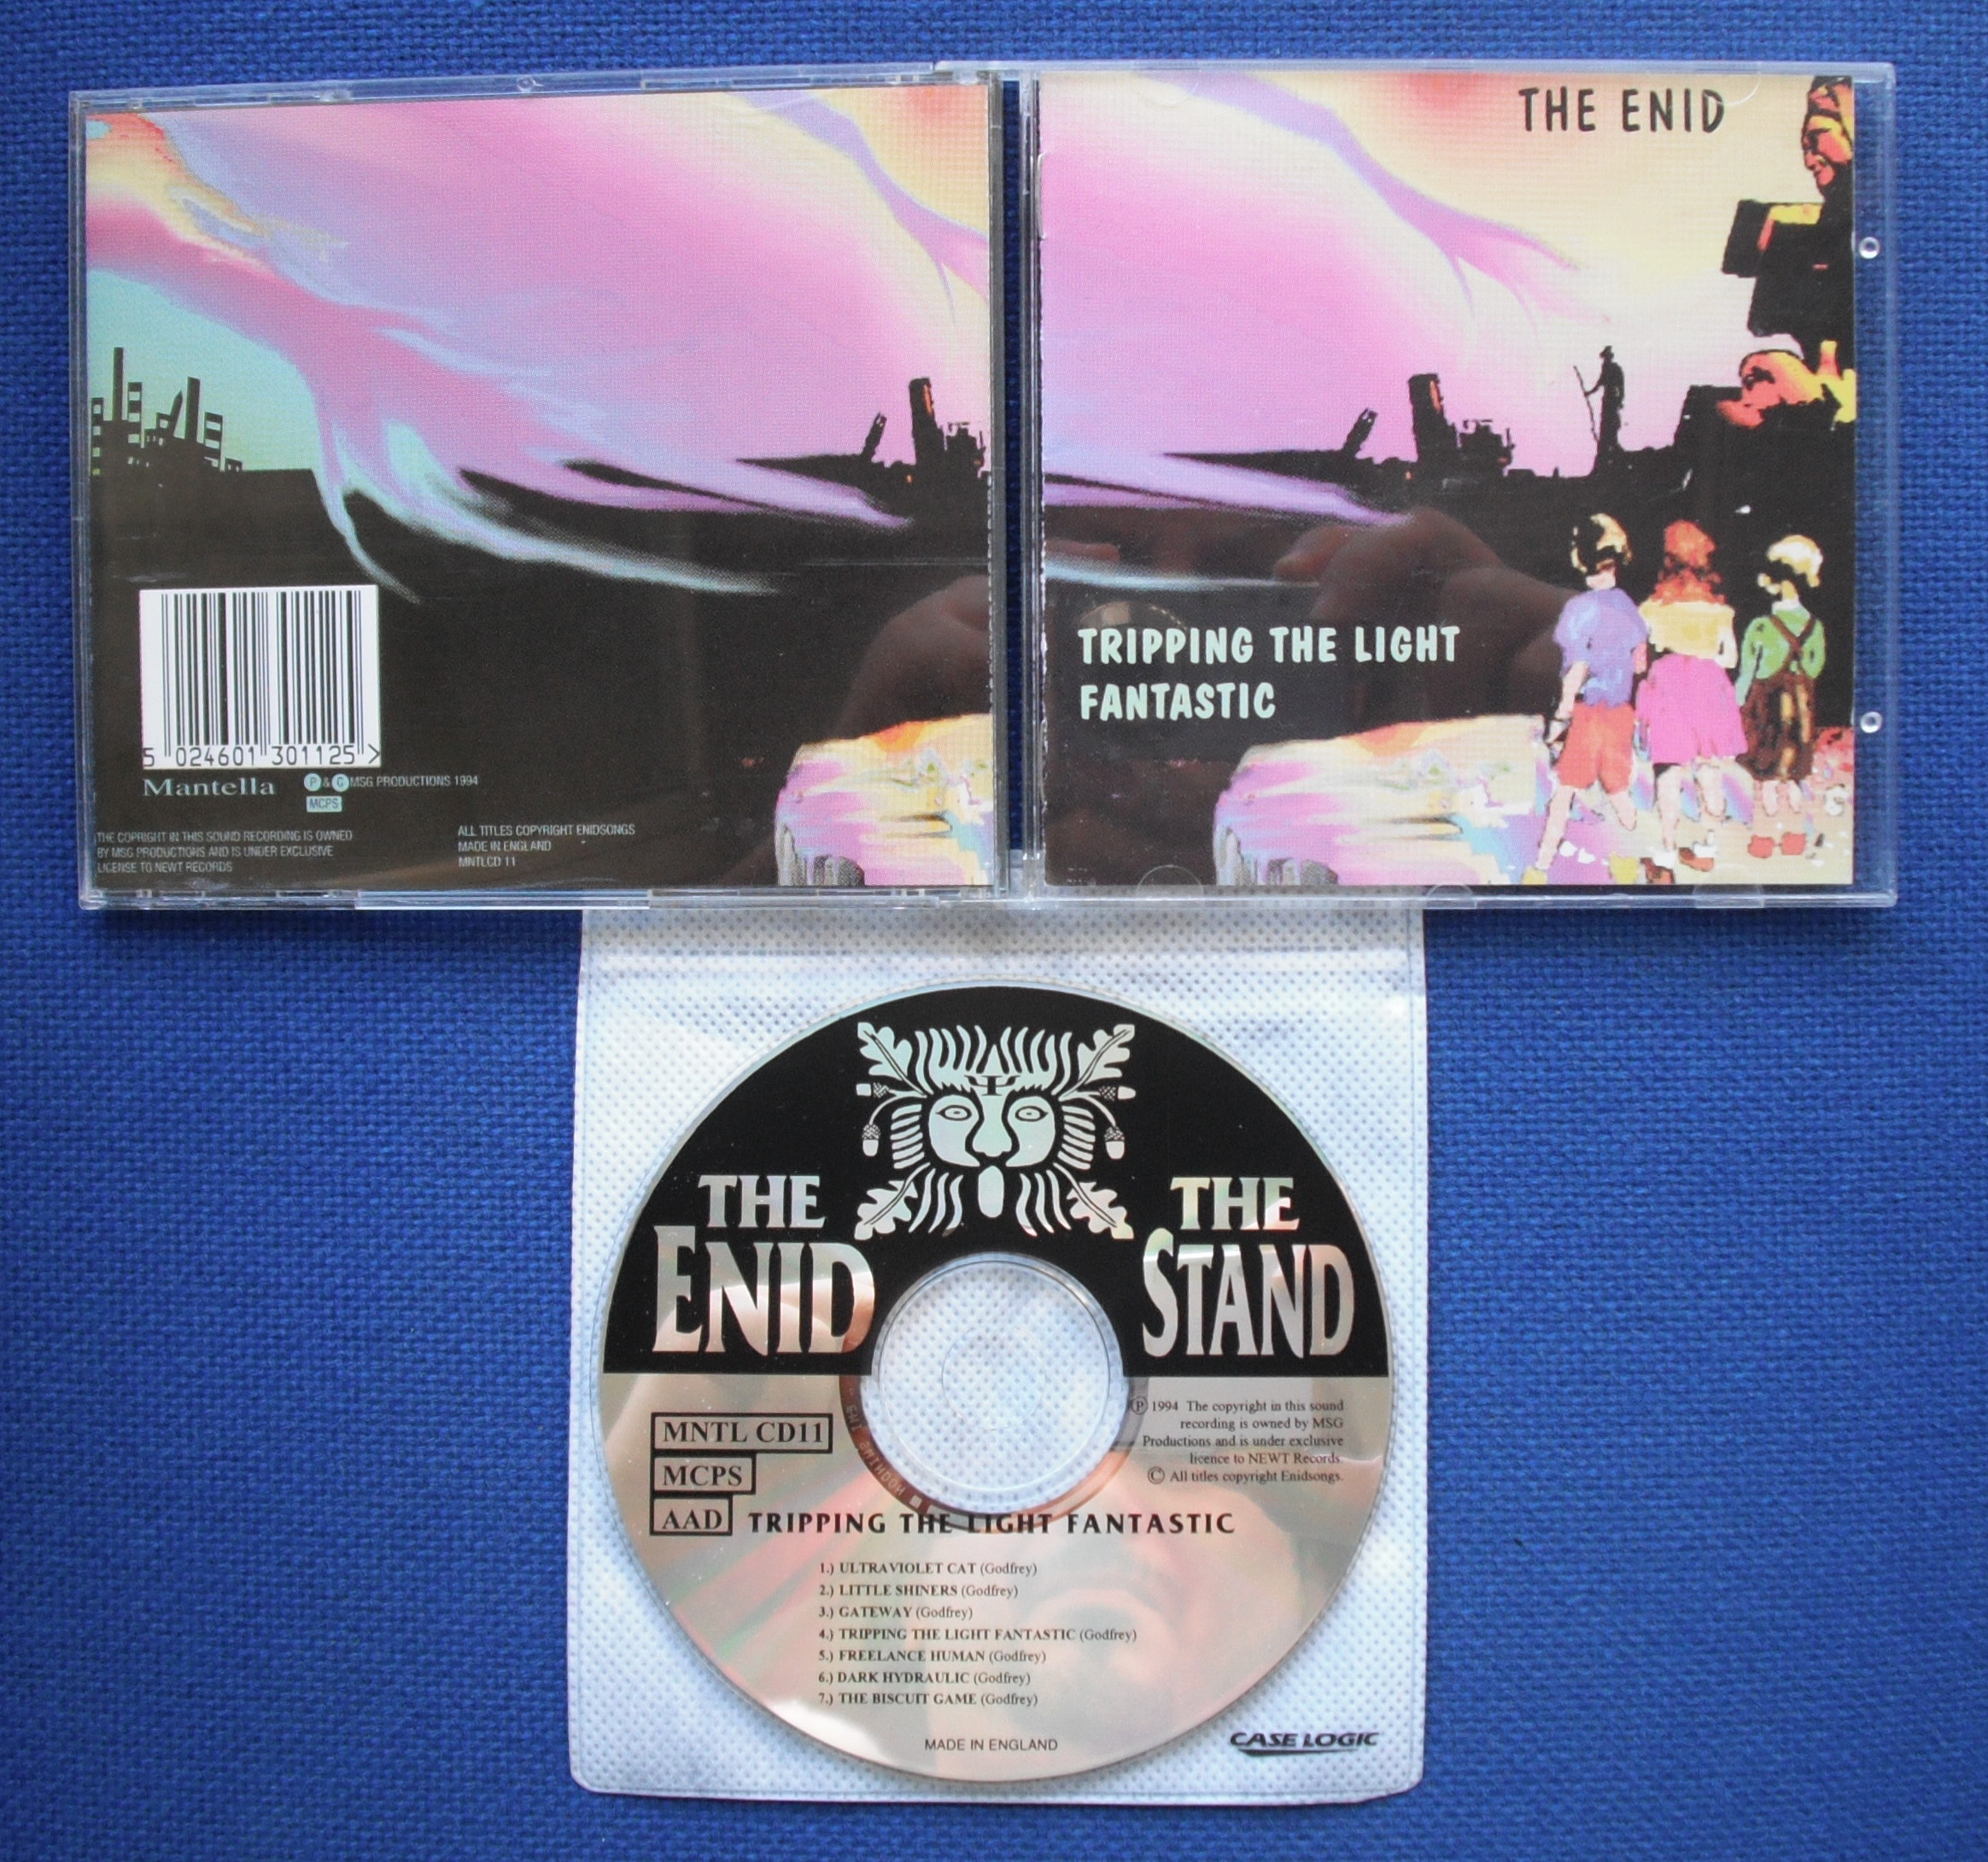 THE ENID
TRIPPING THE LIGHT
FANTASTIC
5 024601 301125 >
Mantella
P & C MSG PRODUCTIONS 1994
MCPS
THE COPRIGHT IN THIS SOUND RECORDING IS OWNED
BY MSG PRODUCTIONS AND IS UNDER EXCLUSIVE
LICENSE TO NEWT RECORDS
ALL TITLES COPYRIGHT ENIDSONGS
MADE IN ENGLAND
MNTLCD 11
THE
ENID
THE
STAND
MNTL CD11
MCPS
AAD
Ⓟ 1994 The copyright in this sound
recording is owned by MSG
Productions and is under exclusive
licence to NEWT Records.
© All titles copyright Enidsongs.
TRIPPING THE LIGHT FANTASTIC
1.) ULTRAVIOLET CAT (Godfrey)
2.) LITTLE SHINERS (Godfrey)
3.) GATEWAY (Godfrey)
4.) TRIPPING THE LIGHT FANTASTIC (Godfrey)
5.) FREELANCE HUMAN (Godfrey)
6.) DARK HYDRAULIC (Godfrey)
7.) THE BISCUIT GAME (Godfrey)
MADE IN ENGLAND
CASE LOGIC